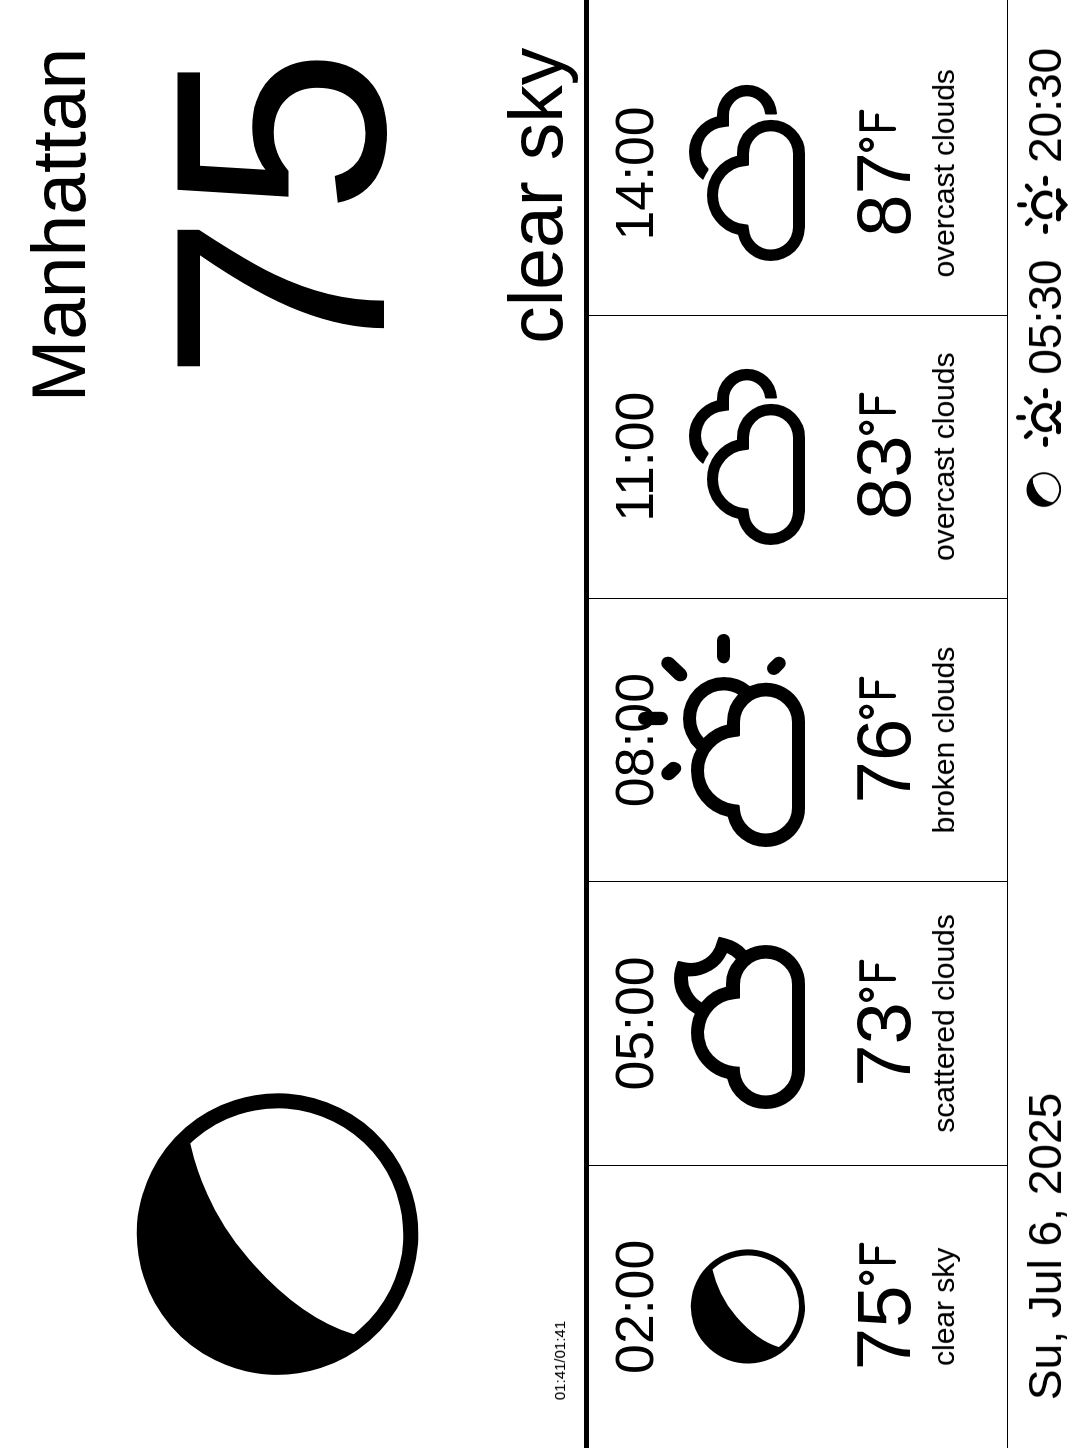 Manhattan
75
clear sky
01:41/01:41
02:00
75°F
clear sky
05:00
73°F
scattered clouds
08:00
76°F
broken clouds
11:00
83°F
overcast clouds
14:00
87°F
overcast clouds
Su, Jul 6, 2025
05:30
20:30